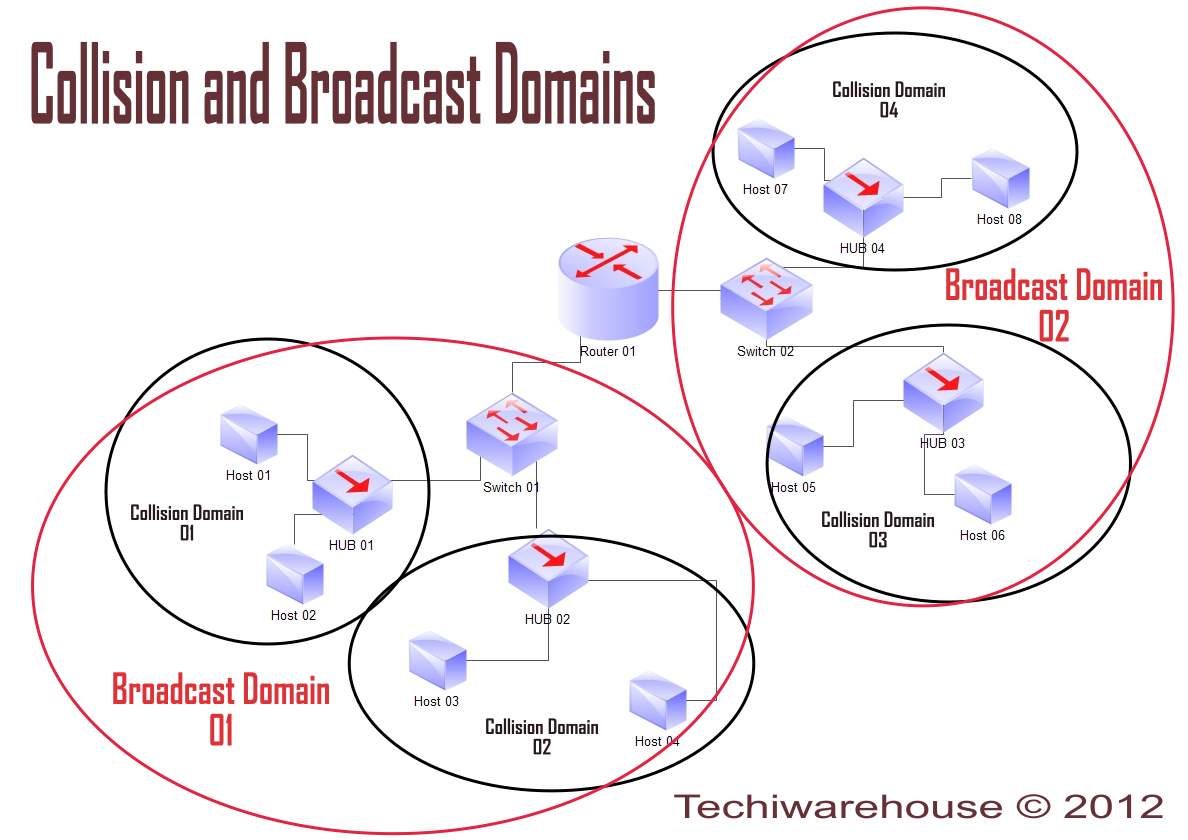 Collision and Broadcast Domains
Collision Domain
04
Host 07
Host 08
HUB 04
Broadcast Domain
02
Router 01
Switch 02
HUB 03
Host 05
Collision Domain
03
Host 06
Host 01
Switch 01
Collision Domain
01
HUB 01
Host 02
HUB 02
Broadcast Domain
01
Host 03
Collision Domain
02
Host 04
Techiwarehouse © 2012